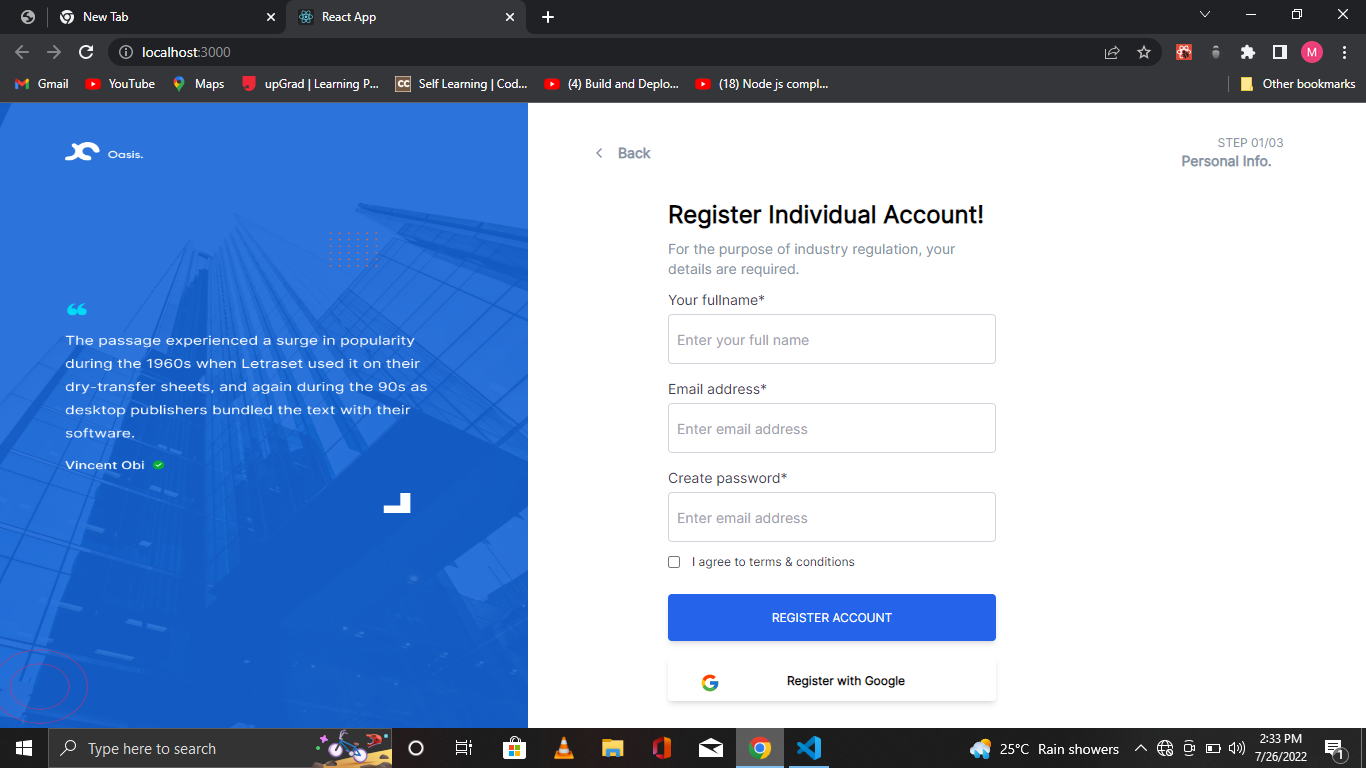 New Tab
React App
localhost:3000
M
Gmail
YouTube
Maps
upGrad | Learning P...
CC
Self Learning | Cod...
(4) Build and Deplo...
(18) Node js compl...
Other bookmarks
Oasis.
“
The passage experienced a surge in popularity
during the 1960s when Letraset used it on their
dry-transfer sheets, and again during the 90s as
desktop publishers bundled the text with their
software.
Vincent Obi
Back
STEP 01/03
Personal Info.
Register Individual Account!
For the purpose of industry regulation, your
details are required.
Your fullname*
Enter your full name
Email address*
Enter email address
Create password*
Enter email address
I agree to terms & conditions
REGISTER ACCOUNT
G
Register with Google
Type here to search
25°C Rain showers
2:33 PM
7/26/2022
1